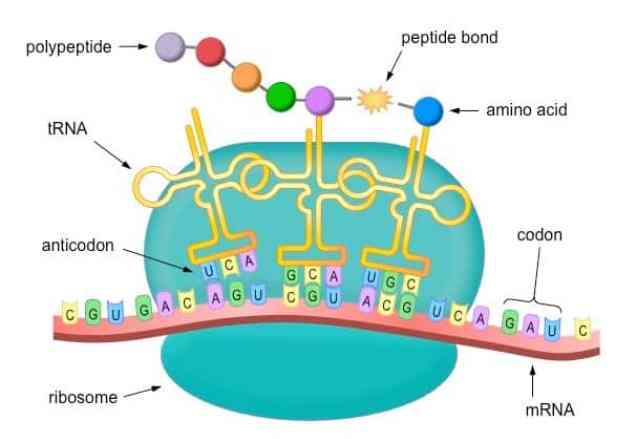 peptide bond
polypeptide
amino acid
tRNA
anticodon
codon
U C A G C A U G C
C G U G A C A G U C G U A C G U C A G A U C
ribosome
mRNA